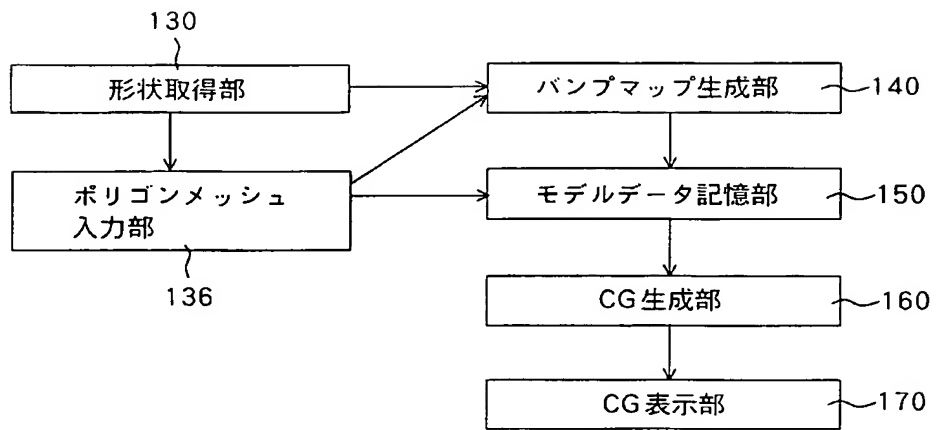 130
形状取得部
バンプマップ生成部
140
ポリゴンメッシュ
入力部
モデルデータ記憶部
150
136
CG生成部
160
CG表示部
170